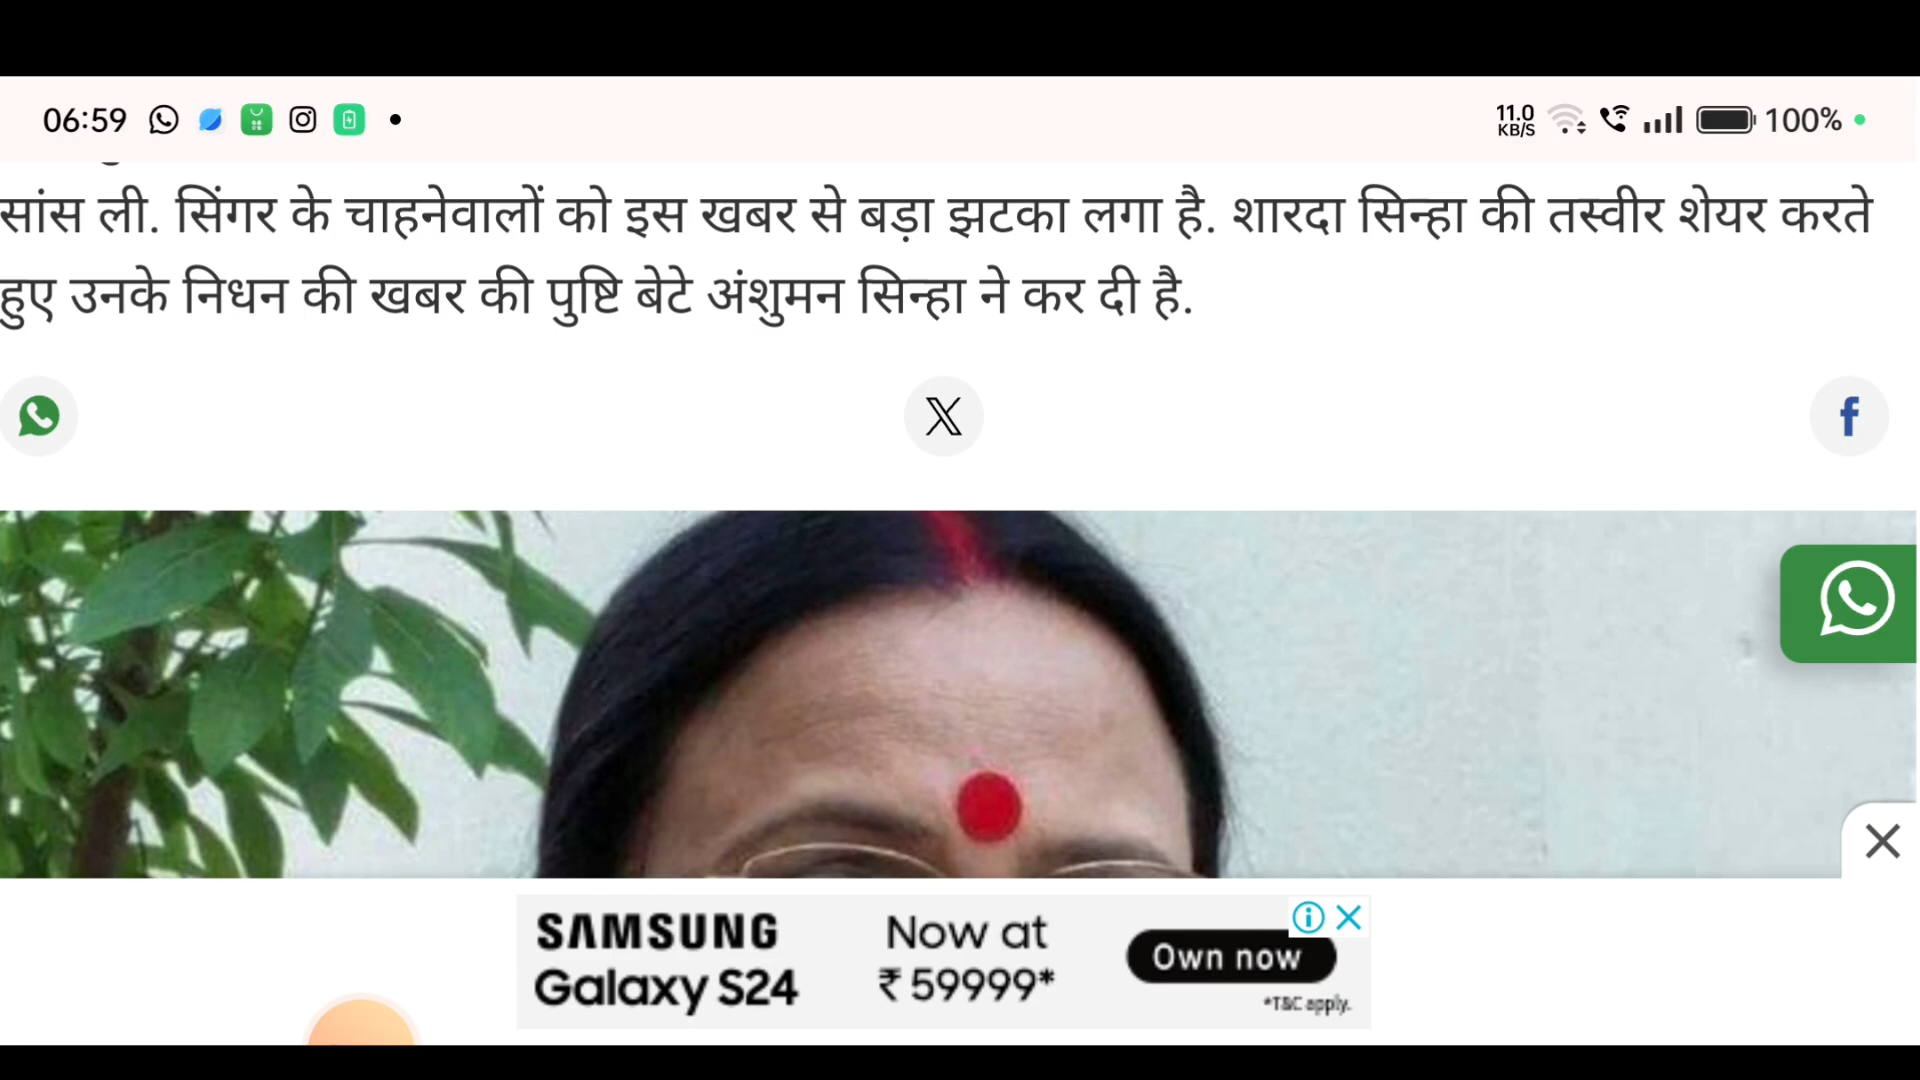 06:59
11.0
KB/S
100%
सांस ली. सिंगर के चाहनेवालों को इस खबर से बड़ा झटका लगा है. शारदा सिन्हा की तस्वीर शेयर करते
हुए उनके निधन की खबर की पुष्टि बेटे अंशुमन सिन्हा ने कर दी है.
SAMSUNG
Galaxy S24
Now at
₹59999*
Own now
*T&C apply.